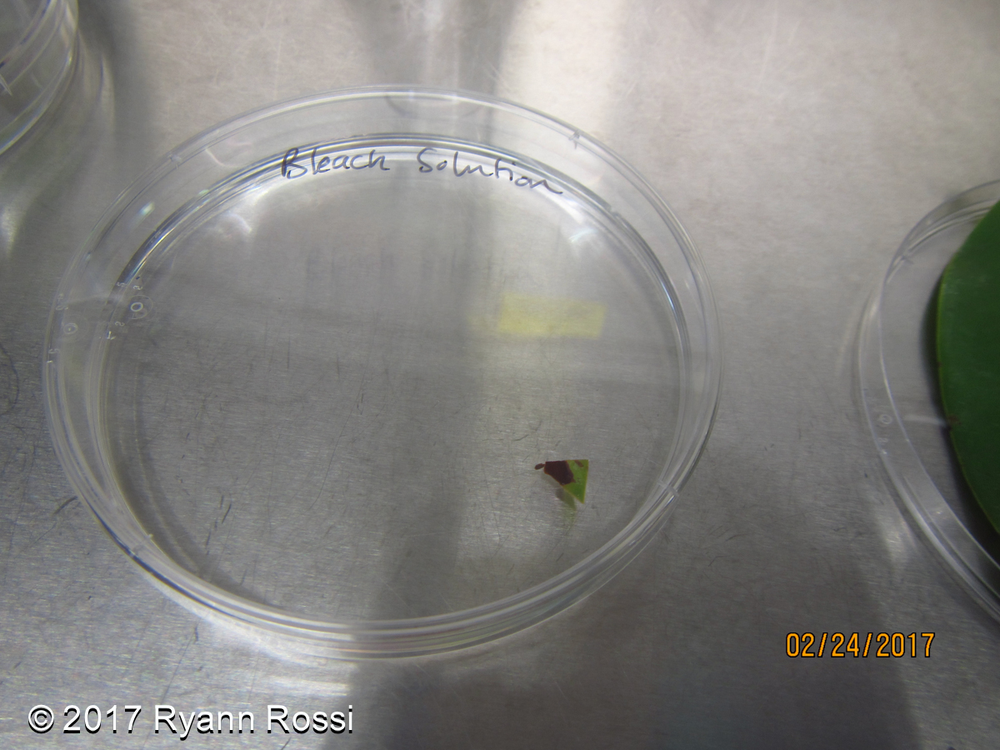 Bleach Solution
02/24/2017
© 2017 Ryann Rossi